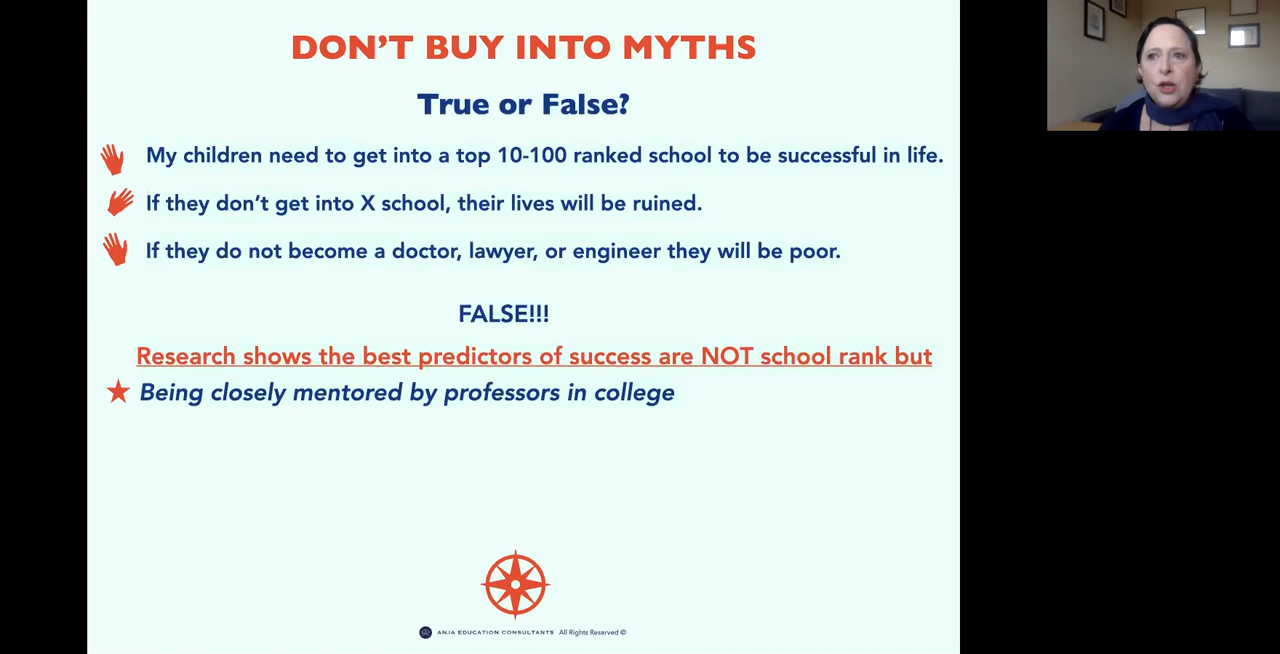 DON'T BUY INTO MYTHS
True or False?
My children need to get into a top 10-100 ranked school to be successful in life.
If they don't get into X school, their lives will be ruined.
If they do not become a doctor, lawyer, or engineer they will be poor.
FALSE!!!
Research shows the best predictors of success are NOT school rank but
Being closely mentored by professors in college
ANJA EDUCATION CONSULTANTS All Rights Reserved ©